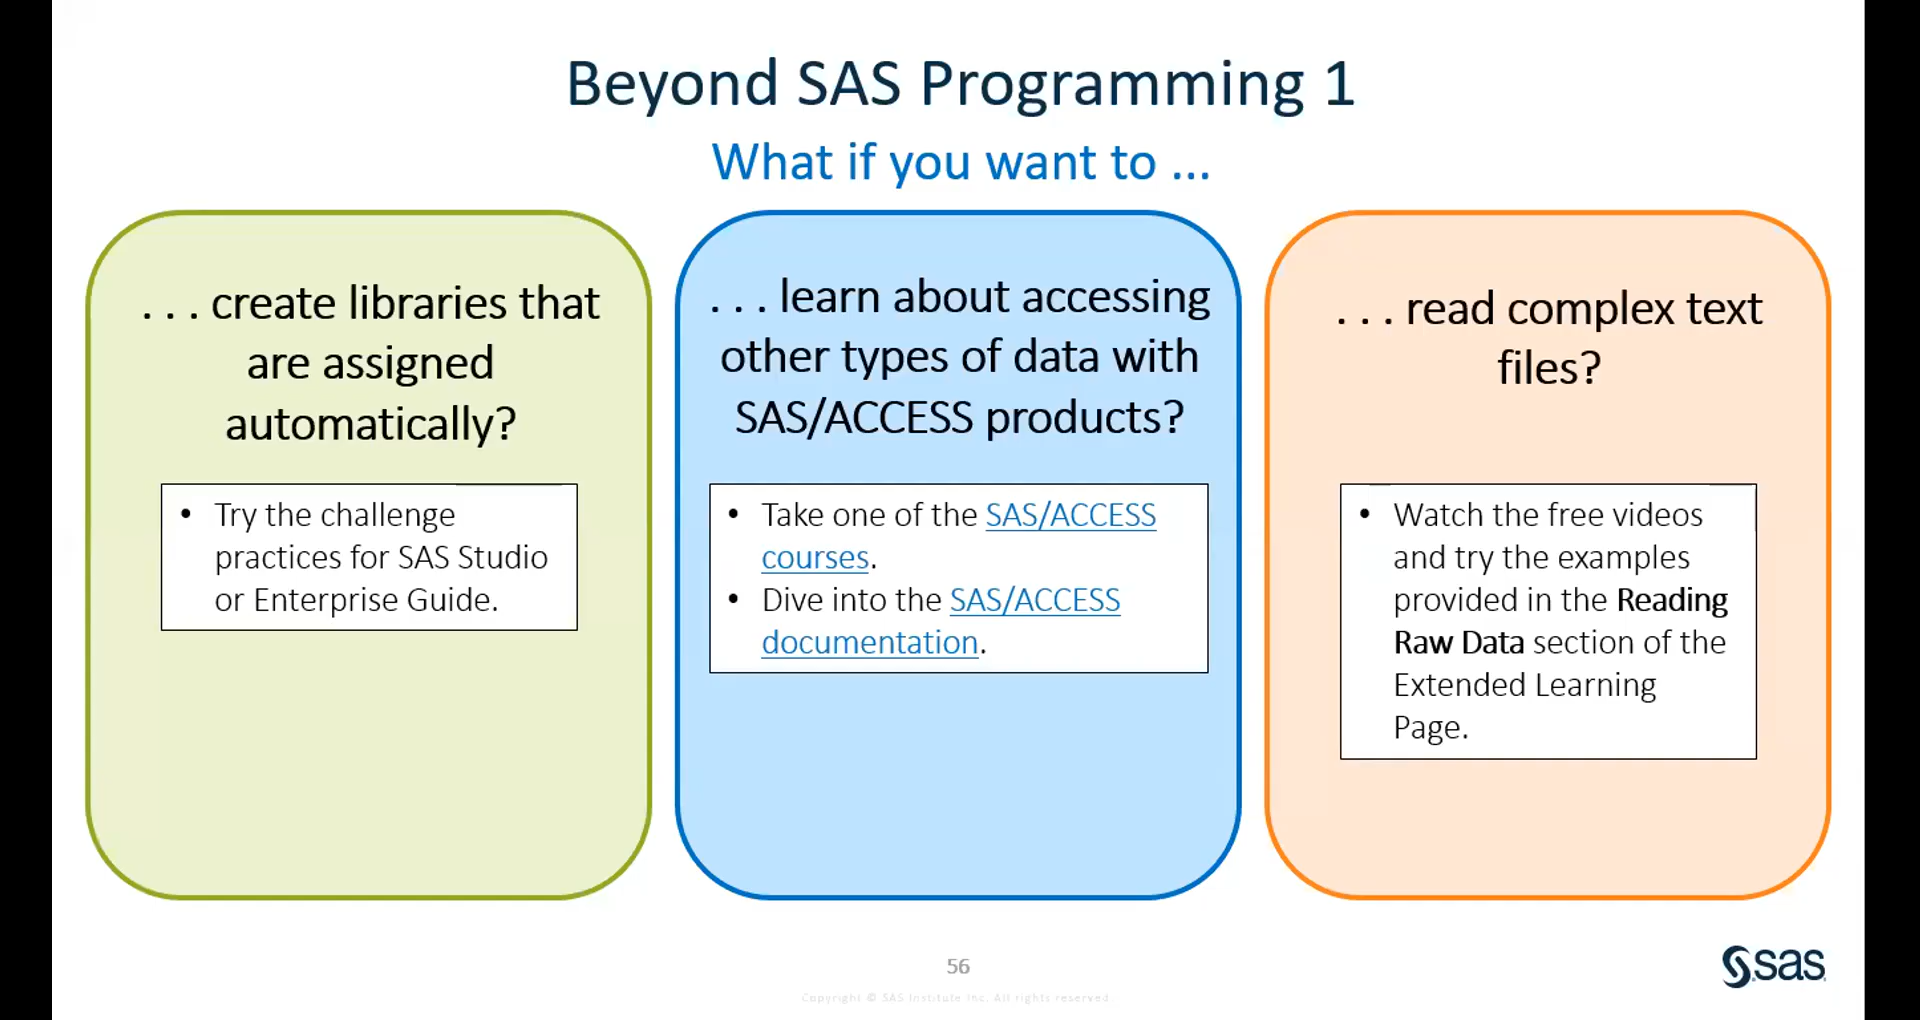 Beyond SAS Programming 1
What if you want to ...
. . . create libraries that
are assigned
automatically?
• Try the challenge
practices for SAS Studio
or Enterprise Guide.
. . . learn about accessing
other types of data with
SAS/ACCESS products?
• Take one of the SAS/ACCESS
courses.
• Dive into the SAS/ACCESS
documentation.
. . . read complex text
files?
• Watch the free videos
and try the examples
provided in the Reading
Raw Data section of the
Extended Learning
Page.
56
Copyright © SAS Institute Inc. All rights reserved.
sas